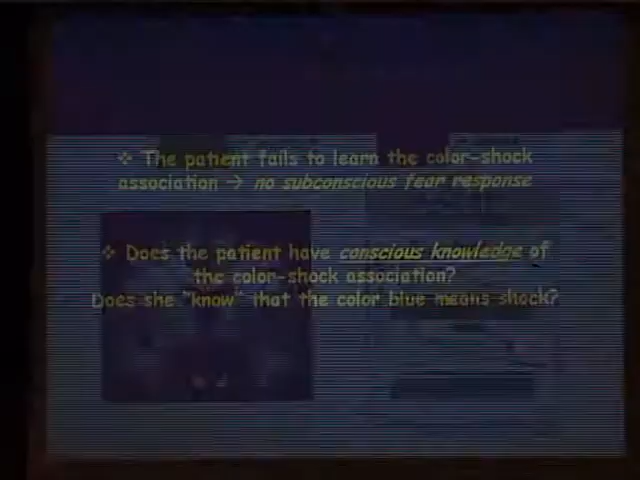 ❖ The patient fails to learn the color-shock
association → no subconscious fear response
❖ Does the patient have conscious knowledge of
the color-shock association?
Does she "know" that the color blue means shock?